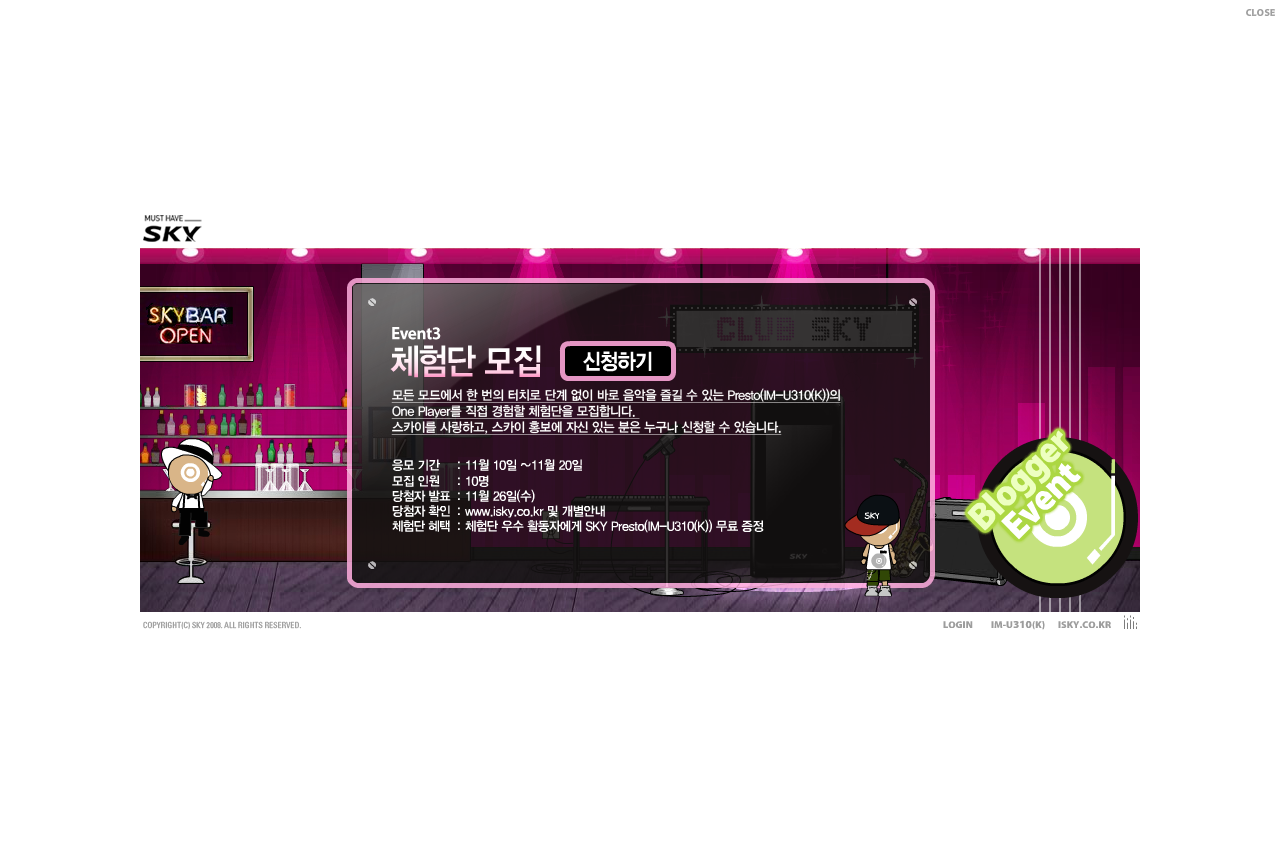 CLOSE
MUST HAVE
SKY
SKYBAR
OPEN
CLUB SKY
Event3
체험단 모집
신청하기
모든 모드에서 한 번의 터치로 단계 없이 바로 음악을 즐길 수 있는 Presto(IM-U310(K))의
One Player를 직접 경험할 체험단을 모집합니다.
스카이를 사랑하고, 스카이 홍보에 자신 있는 분은 누구나 신청할 수 있습니다.
응모 기간 : 11월 10일 ~11월 20일
모집 인원 : 10명
당첨자 발표 : 11월 26일(수)
당첨자 확인 : www.isky.co.kr 및 개별안내
체험단 혜택 : 체험단 우수 활동자에게 SKY Presto(IM-U310(K)) 무료 증정
Blogger
Event
SKY
SKY
COPYRIGHT(C) SKY 2008. ALL RIGHTS RESERVED.
LOGIN IM-U310(K) ISKY.CO.KR